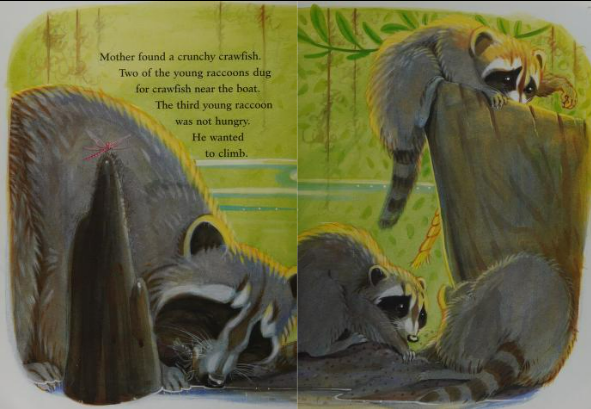 Mother found a crunchy crawfish.
Two of the young raccoons dug
for crawfish near the boat.
The third young raccoon
was not hungry.
He wanted
to climb.